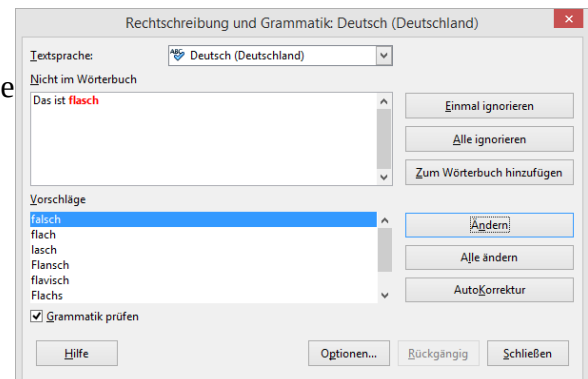 Rechtschreibung und Grammatik: Deutsch (Deutschland)
Textsprache:
ABC Deutsch (Deutschland)
Nicht im Wörterbuch
e
Das ist flasch
Einmal ignorieren
Alle ignorieren
Zum Wörterbuch hinzufügen
Vorschläge
falsch
flach
lasch
Flansch
flavisch
Flachs
Ändern
Alle ändern
AutoKorrektur
Grammatik prüfen
Hilfe
Optionen...
Rückgängig
Schließen